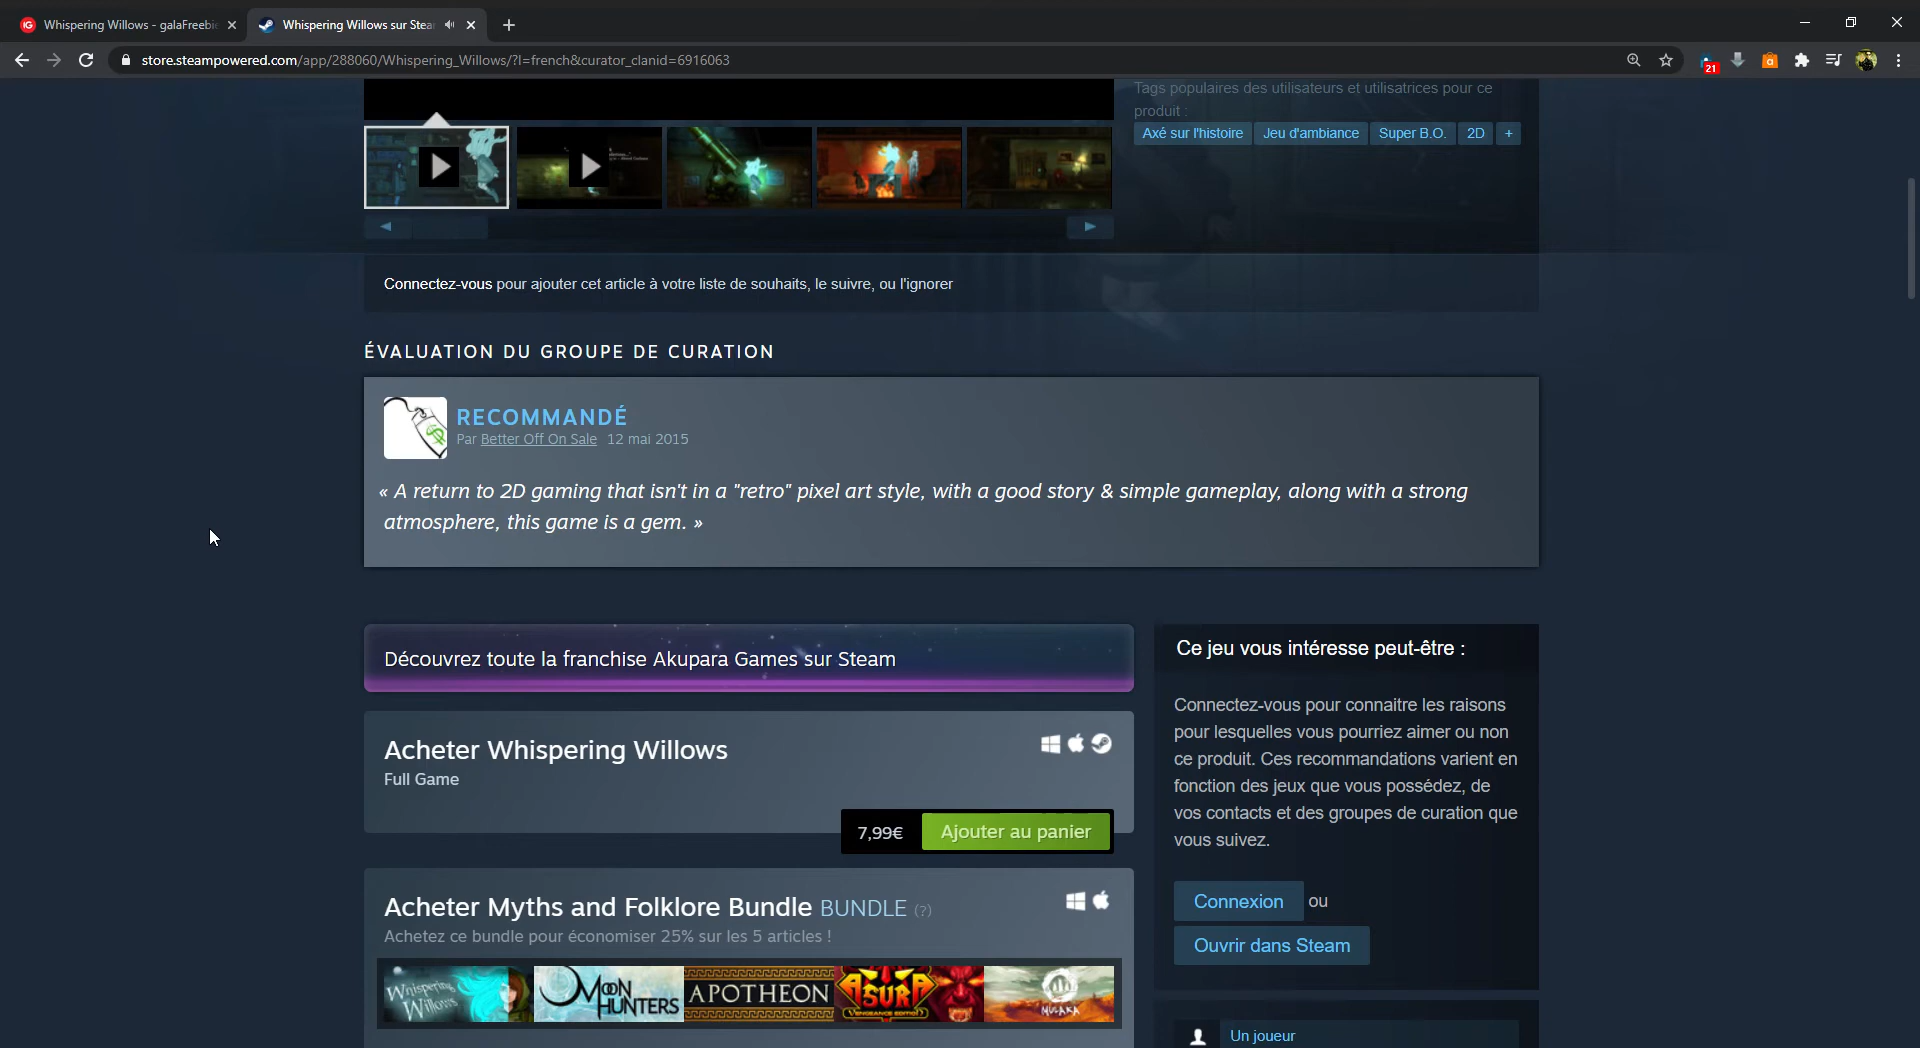 Whispering Willows - galaFreebie
Whispering Willows sur Stea
store.steampowered.com/app/288060/Whispering_Willows/?l=french&curator_clanid=6916063
21
Tags populaires des utilisateurs et utilisatrices pour ce
produit :
Axé sur l'histoire Jeu d'ambiance Super B.O. 2D +
Connectez-vous pour ajouter cet article à votre liste de souhaits, le suivre, ou l'ignorer
ÉVALUATION DU GROUPE DE CURATION
RECOMMANDÉ
Par Better Off On Sale 12 mai 2015
« A return to 2D gaming that isn't in a "retro" pixel art style, with a good story & simple gameplay, along with a strong
atmosphere, this game is a gem. »
Découvrez toute la franchise Akupara Games sur Steam
Acheter Whispering Willows
Full Game
7,99€ Ajouter au panier
Acheter Myths and Folklore Bundle BUNDLE (?)
Achetez ce bundle pour économiser 25% sur les 5 articles !
Whispering Willows
MOON HUNTERS
APOTHEON
ASURA VENGEANCE EDITION
MULAKA
Ce jeu vous intéresse peut-être :
Connectez-vous pour connaitre les raisons
pour lesquelles vous pourriez aimer ou non
ce produit. Ces recommandations varient en
fonction des jeux que vous possédez, de
vos contacts et des groupes de curation que
vous suivez.
Connexion ou
Ouvrir dans Steam
Un joueur